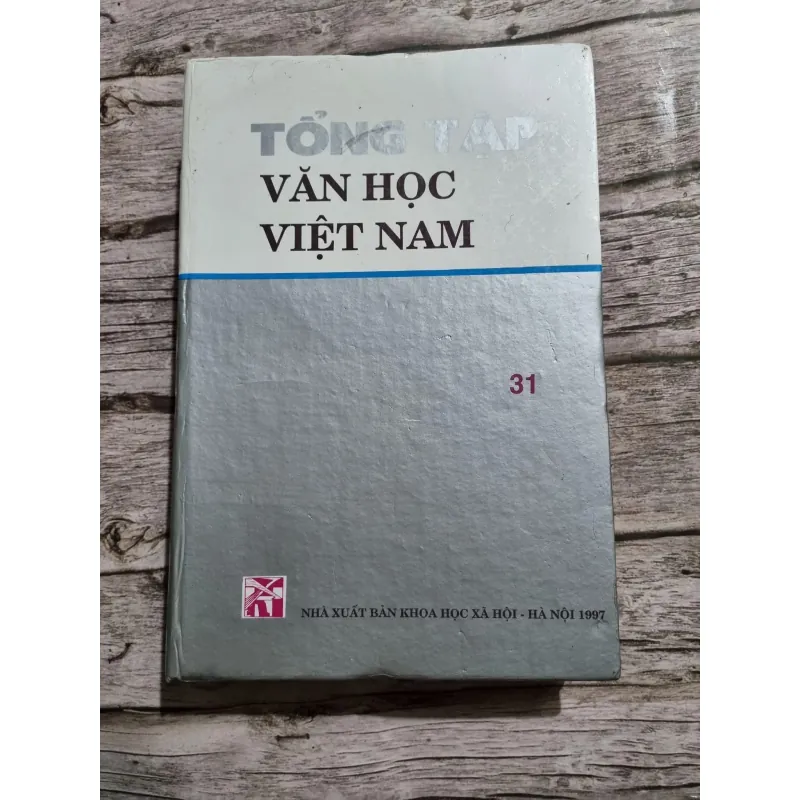 TỔNG TẬP
VĂN HỌC
VIỆT NAM
31
NHÀ XUẤT BẢN KHOA HỌC XÃ HỘI - HÀ NỘI 1997